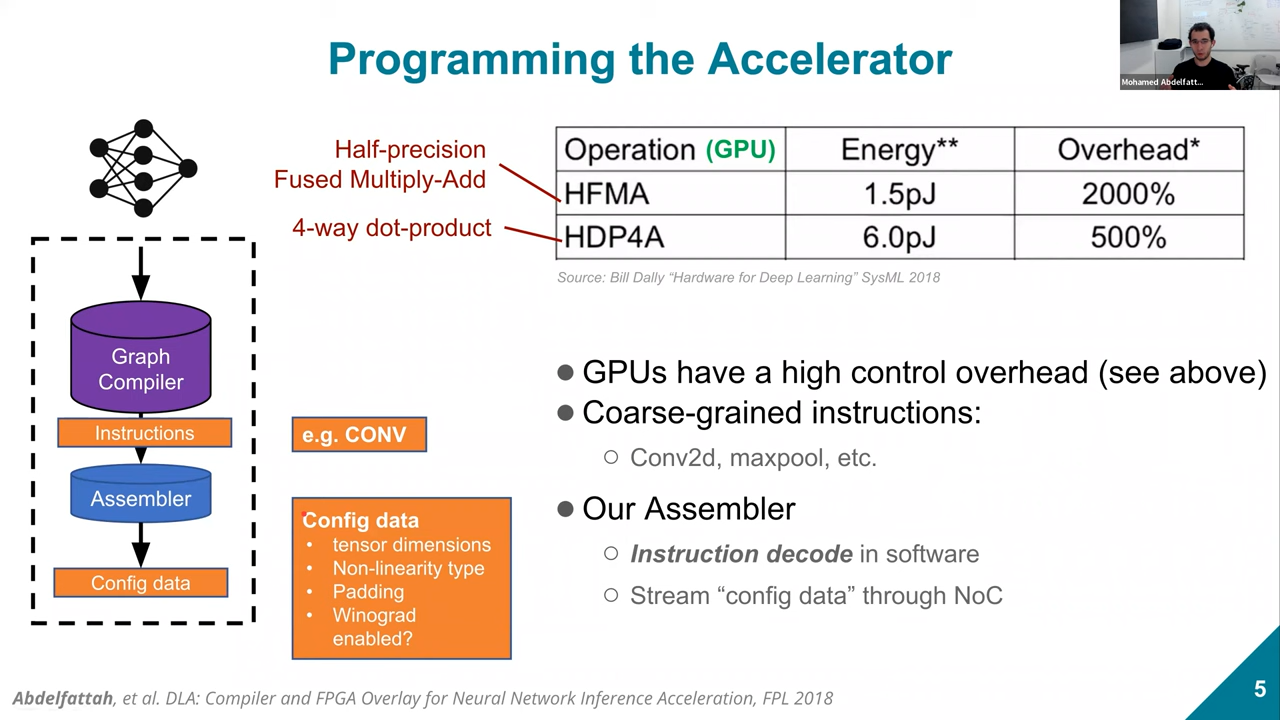 Programming the Accelerator
Mohamed Abdelfatt...
Half-precision
Fused Multiply-Add
4-way dot-product
Operation (GPU) Energy** Overhead*
HFMA 1.5pJ 2000%
HDP4A 6.0pJ 500%
Source: Bill Dally “Hardware for Deep Learning” SysML 2018
Graph
Compiler
Instructions
Assembler
Config data
e.g. CONV
Config data
• tensor dimensions
• Non-linearity type
• Padding
• Winograd
enabled?
● GPUs have a high control overhead (see above)
● Coarse-grained instructions:
○ Conv2d, maxpool, etc.
● Our Assembler
○ Instruction decode in software
○ Stream “config data” through NoC
Abdelfattah, et al. DLA: Compiler and FPGA Overlay for Neural Network Inference Acceleration, FPL 2018
5